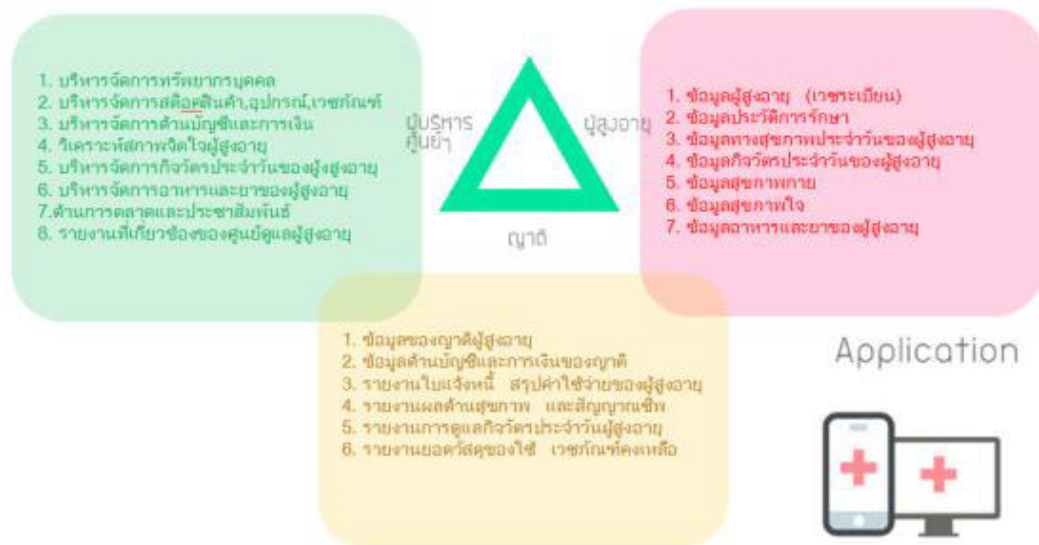 1. บริหารจัดการทรัพยากรบุคคล
2. บริหารจัดการสต็อคสินค้า,อุปกรณ์,เวชภัณฑ์
3. บริหารจัดการด้านบัญชีและการเงิน
4. วิเคราะห์สภาพจิตใจผู้สูงอายุ
5. บริหารจัดการกิจวัตรประจำวันของผู้สูงอายุ
6. บริหารจัดการอาหารและยาของผู้สูงอายุ
7.ด้านการตลาดและประชาสัมพันธ์
8. รายงานที่เกี่ยวข้องของศูนย์ดูแลผู้สูงอายุ
ผู้บริหาร
ศูนย์ฯ
ผู้สูงอายุ
ญาติ
1. ข้อมูลผู้สูงอายุ (เวชระเบียน)
2. ข้อมูลประวัติการรักษา
3. ข้อมูลทางสุขภาพประจำวันของผู้สูงอายุ
4. ข้อมูลกิจวัตรประจำวันของผู้สูงอายุ
5. ข้อมูลสุขภาพกาย
6. ข้อมูลสุขภาพใจ
7. ข้อมูลอาหารและยาของผู้สูงอายุ
1. ข้อมูลของญาติผู้สูงอายุ
2. ข้อมูลด้านบัญชีและการเงินของญาติ
3. รายงานใบแจ้งหนี้ สรุปค่าใช้จ่ายของผู้สูงอายุ
4. รายงานผลด้านสุขภาพ และสัญญาณชีพ
5. รายงานการดูแลกิจวัตรประจำวันผู้สูงอายุ
6. รายงานยอดวัสดุของใช้ เวชภัณฑ์คงเหลือ
Application